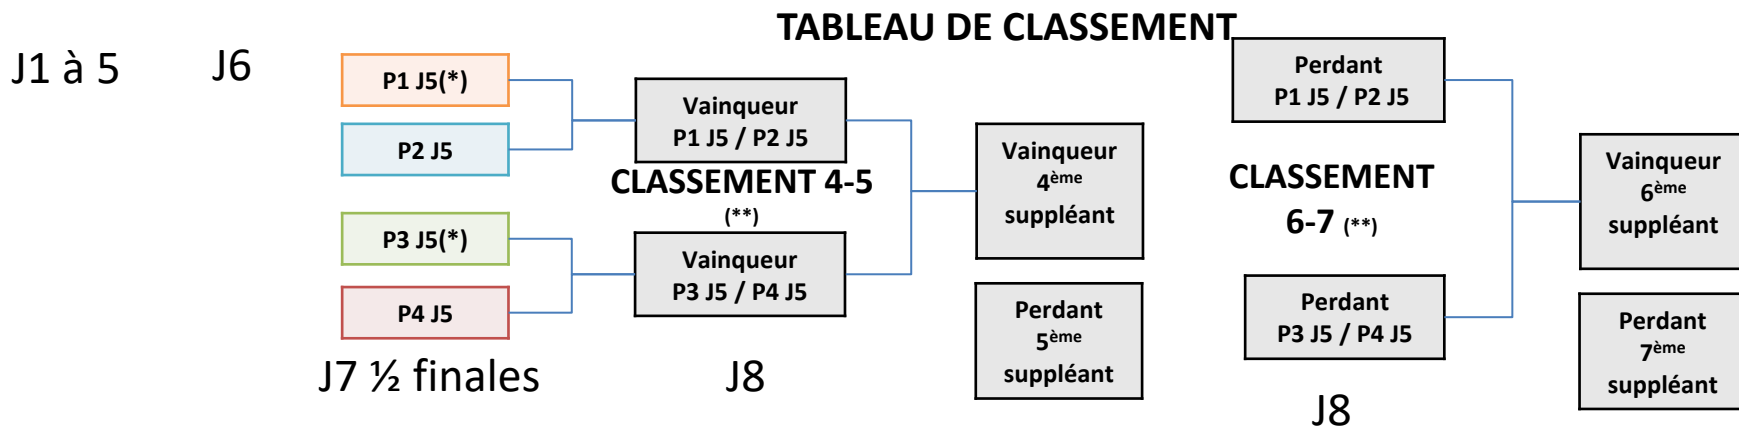 TABLEAU DE CLASSEMENT
J1 à 5
J6
P1 J5(*)
P2 J5
P3 J5(*)
P4 J5
J7 ½ finales
Vainqueur
P1 J5 / P2 J5
CLASSEMENT 4-5
(**)
Vainqueur
P3 J5 / P4 J5
J8
Vainqueur
4ème
suppléant
Perdant
5ème
suppléant
Perdant
P1 J5 / P2 J5
CLASSEMENT
6-7 (**)
Perdant
P3 J5 / P4 J5
J8
Vainqueur
6ème
suppléant
Perdant
7ème
suppléant